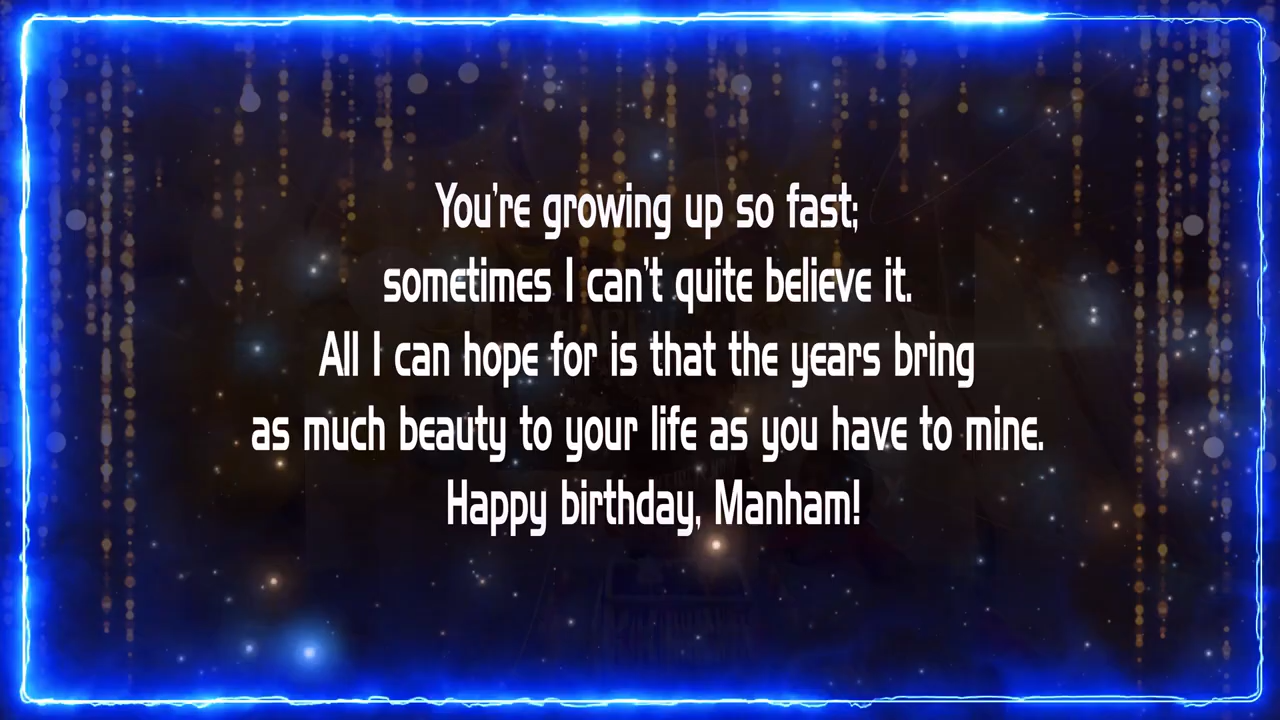 You're growing up so fast;
sometimes I can't quite believe it.
All I can hope for is that the years bring
as much beauty to your life as you have to mine.
Happy birthday, Manham!